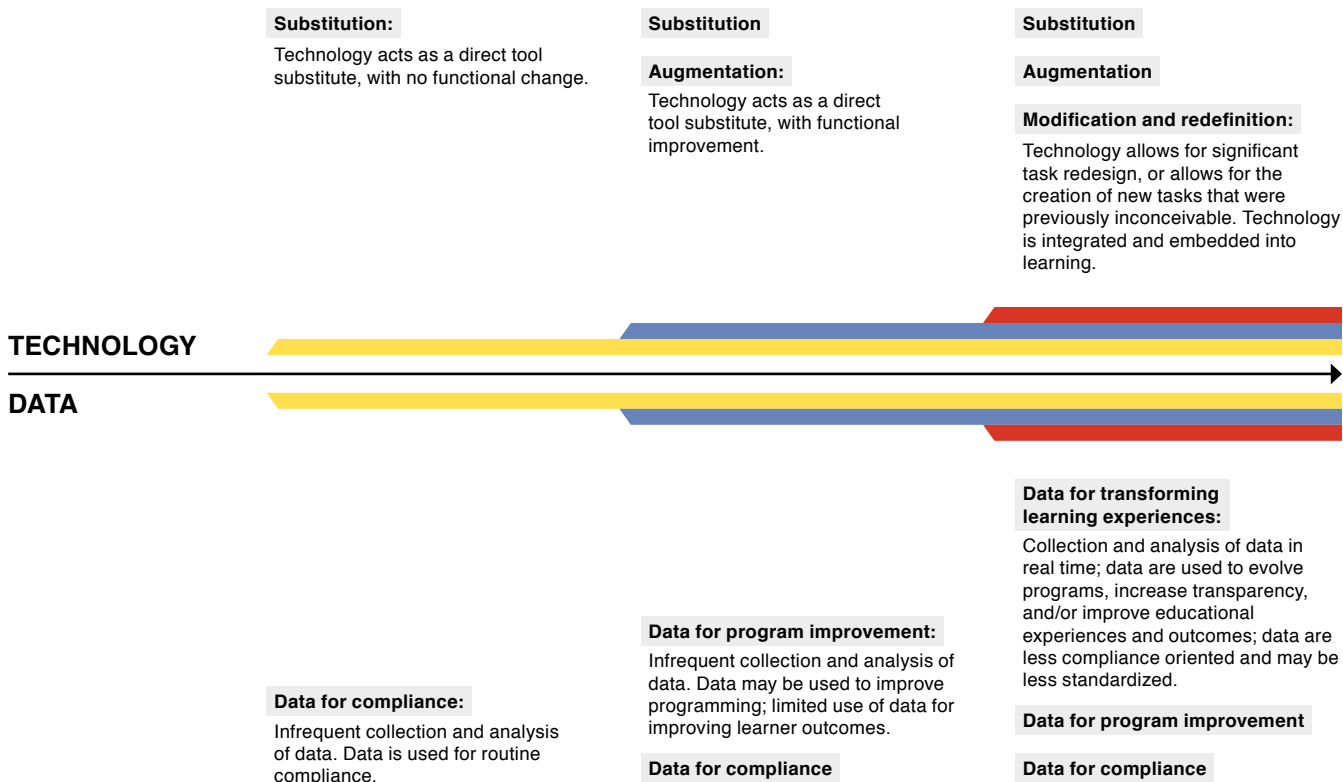 Substitution:
Technology acts as a direct tool
substitute, with no functional change.
Substitution
Augmentation:
Technology acts as a direct
tool substitute, with functional
improvement.
Substitution
Augmentation
Modification and redefinition:
Technology allows for significant
task redesign, or allows for the
creation of new tasks that were
previously inconceivable. Technology
is integrated and embedded into
learning.
TECHNOLOGY
DATA
Data for compliance:
Infrequent collection and analysis
of data. Data is used for routine
compliance.
Data for program improvement:
Infrequent collection and analysis of
data. Data may be used to improve
programming; limited use of data for
improving learner outcomes.
Data for compliance
Data for transforming
learning experiences:
Collection and analysis of data in
real time; data are used to evolve
programs, increase transparency,
and/or improve educational
experiences and outcomes; data are
less compliance oriented and may be
less standardized.
Data for program improvement
Data for compliance